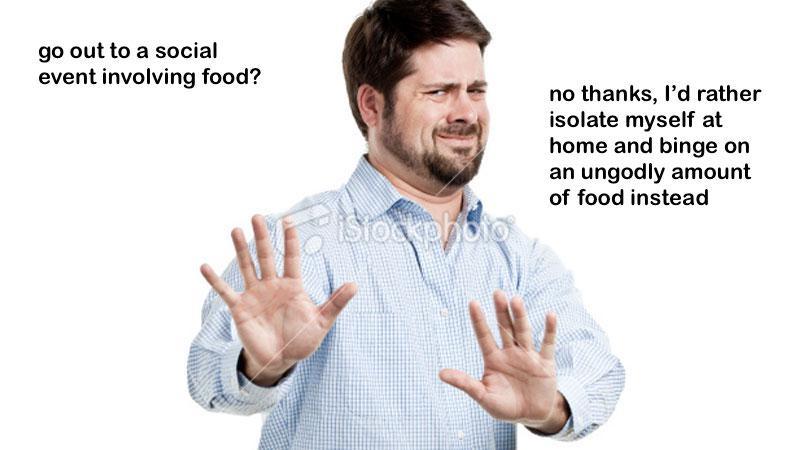 go out to a social
event involving food?
no thanks, I'd rather
isolate myself at
home and binge on
an ungodly amount
of food instead
iStockphoto